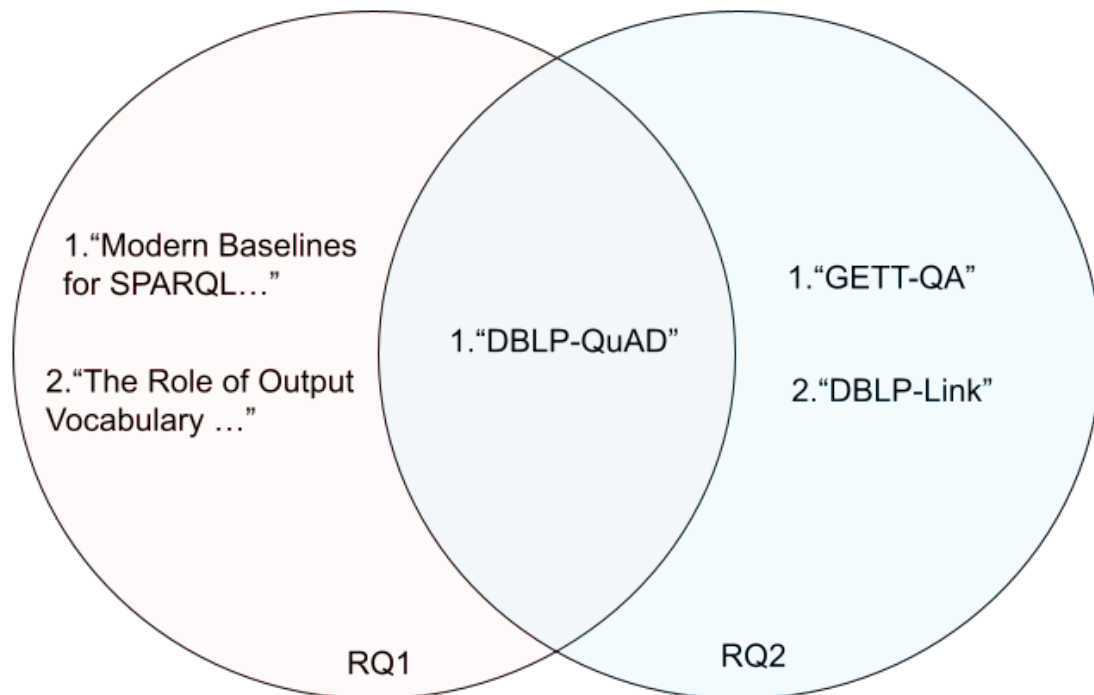 1.“Modern Baselines
for SPARQL…”
2.“The Role of Output
Vocabulary …”
1.“DBLP-QuAD”
1.“GETT-QA”
2.“DBLP-Link”
RQ1
RQ2